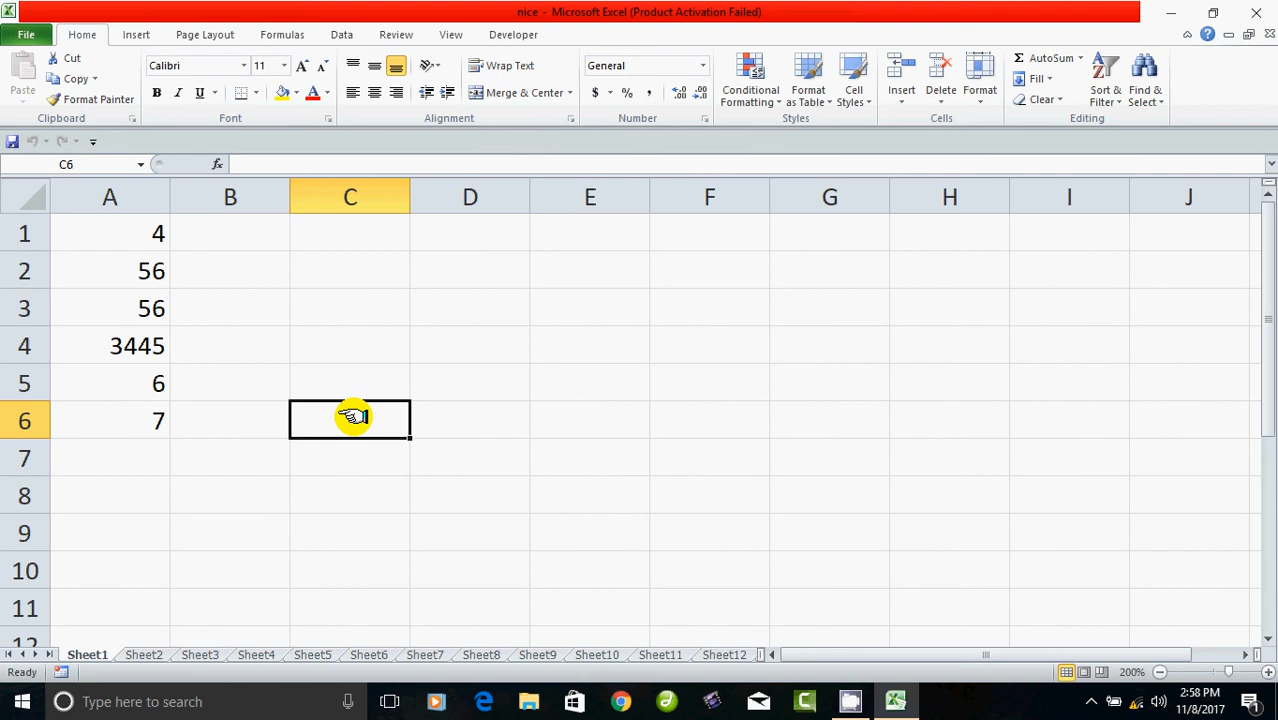 nice - Microsoft Excel (Product Activation Failed)
File Home Insert Page Layout Formulas Data Review View Developer
Paste
Cut
Copy
Format Painter
Clipboard
Calibri 11
B I U
Font
Wrap Text
Merge & Center
Alignment
General
$ % ,
Number
Conditional Formatting
Format as Table
Cell Styles
Styles
Insert Delete Format
Cells
AutoSum
Fill
Clear
Sort & Filter
Find & Select
Editing
C6 fx
A B C D E F G H I J
1 4
2 56
3 56
4 3445
5 6
6 7
7
8
9
10
11
12
Sheet1 Sheet2 Sheet3 Sheet4 Sheet5 Sheet6 Sheet7 Sheet8 Sheet9 Sheet10 Sheet11 Sheet12
Ready 200%
Type here to search
2:58 PM
11/8/2017